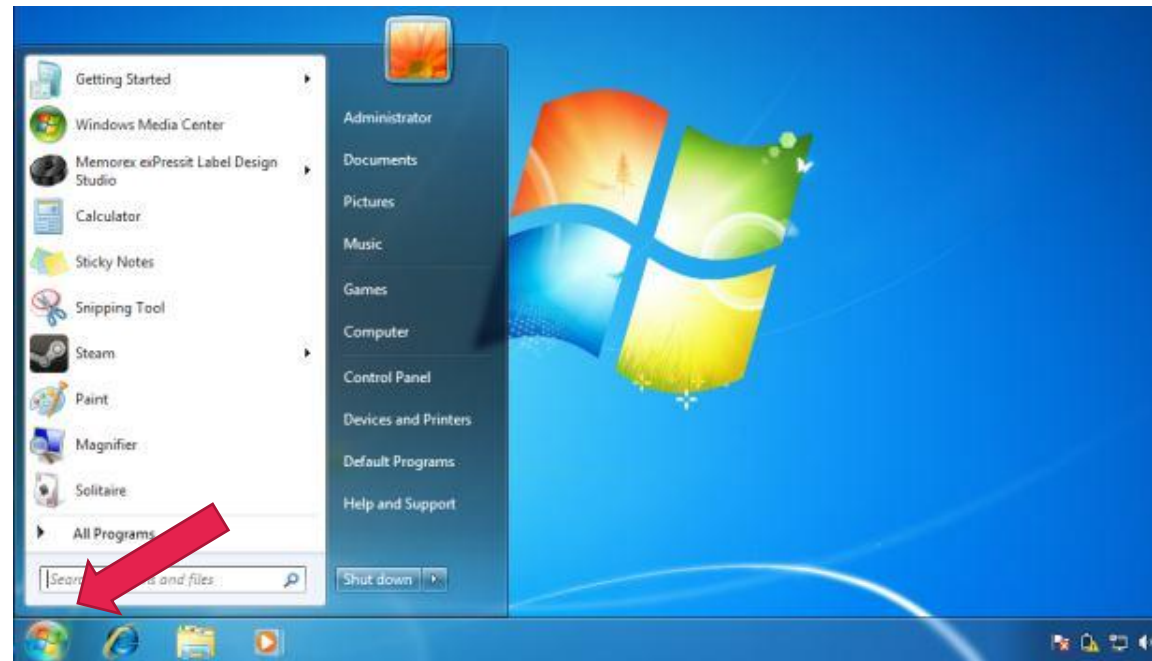 Getting Started
Windows Media Center
Memorex exPressit Label Design
Studio
Calculator
Sticky Notes
Snipping Tool
Steam
Paint
Magnifier
Solitaire
All Programs
and files
Administrator
Documents
Pictures
Music
Games
Computer
Control Panel
Devices and Printers
Default Programs
Help and Support
Shut down